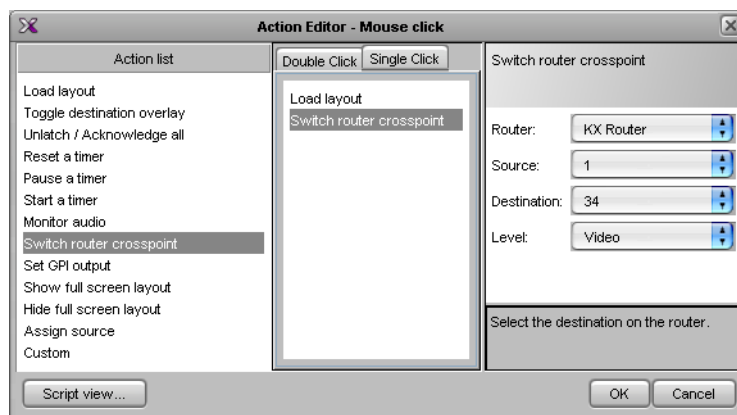 Action Editor - Mouse click
Action list
Load layout
Toggle destination overlay
Unlatch / Acknowledge all
Reset a timer
Pause a timer
Start a timer
Monitor audio
Switch router crosspoint
Set GPI output
Show full screen layout
Hide full screen layout
Assign source
Custom
Double Click Single Click
Load layout
Switch router crosspoint
Switch router crosspoint
Router: KX Router
Source: 1
Destination: 34
Level: Video
Select the destination on the router.
Script view... OK Cancel